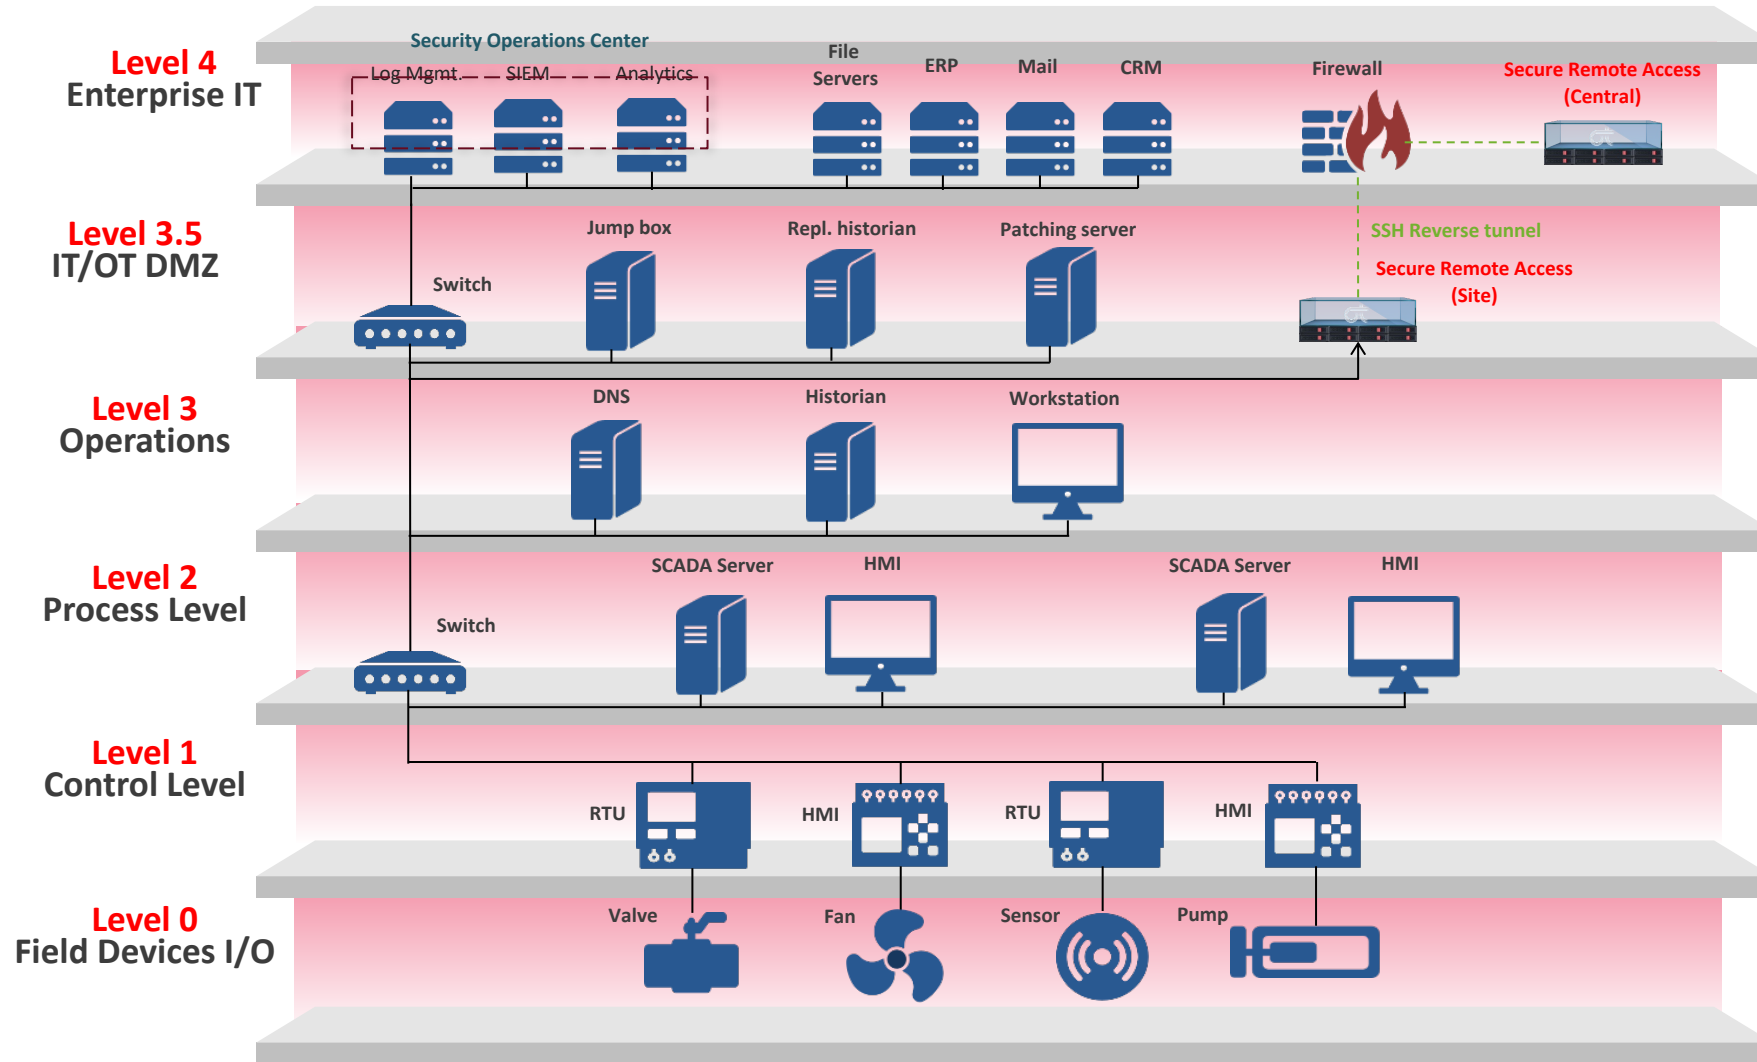 Level 4
Enterprise IT
Security Operations Center
Log Mgmt.
SIEM
Analytics
File
Servers
ERP
Mail
CRM
Firewall
Secure Remote Access
(Central)
Level 3.5
IT/OT DMZ
Switch
Jump box
Repl. historian
Patching server
SSH Reverse tunnel
Secure Remote Access
(Site)
Level 3
Operations
DNS
Historian
Workstation
Level 2
Process Level
Switch
SCADA Server
HMI
SCADA Server
HMI
Level 1
Control Level
RTU
HMI
RTU
HMI
Level 0
Field Devices I/O
Valve
Fan
Sensor
Pump